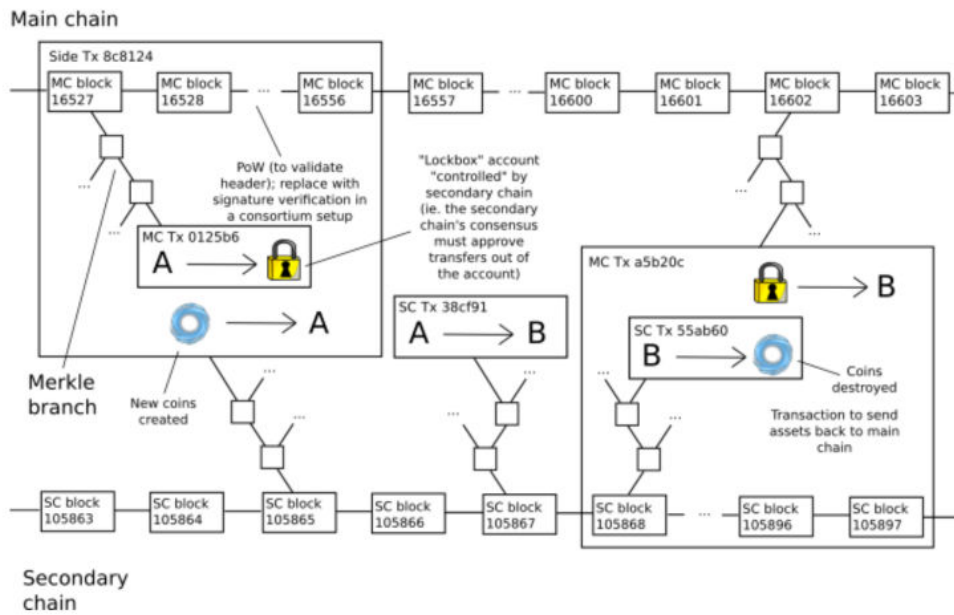 Main chain
Side Tx 8c8124
MC block
16527
MC block
16528
...
MC block
16556
MC block
16557
...
MC block
16600
MC block
16601
MC block
16602
MC block
16603
...
...
PoW (to validate
header); replace with
signature verification in
a consortium setup
"Lockbox" account
"controlled" by
secondary chain
(ie. the secondary
chain's consensus
must approve
transfers out of
the account)
...
...
MC Tx 0125b6
A
A
New coins
created
Merkle
branch
SC Tx 38cf91
A
B
MC Tx a5b20c
B
SC Tx 55ab60
B
Coins
destroyed
Transaction to send
assets back to main
chain
...
...
...
...
...
...
SC block
105863
SC block
105864
SC block
105865
SC block
105866
SC block
105867
SC block
105868
...
SC block
105896
SC block
105897
Secondary
chain